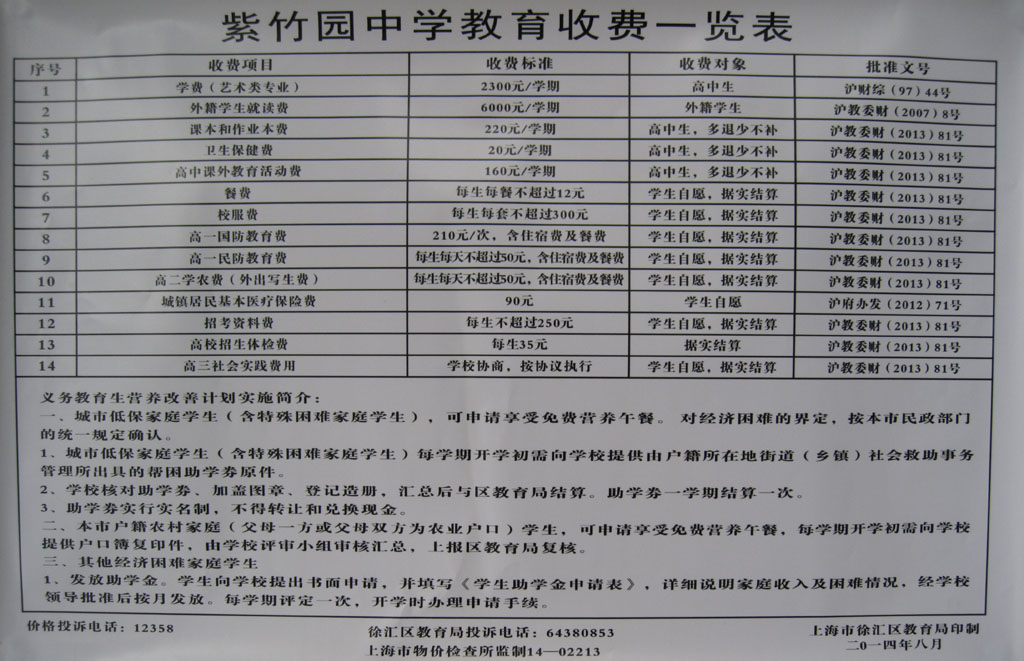 紫竹园中学教育收费一览表
序号 收费项目 收费标准 收费对象 批准文号
1 学费（艺术类专业） 2300元/学期 高中生 沪财综（97）44号
2 外籍学生就读费 6000元/学期 外籍学生 沪教委财（2007）8号
3 课本和作业本费 220元/学期 高中生，多退少不补 沪教委财（2013）81号
4 卫生保健费 20元/学期 高中生，多退少不补 沪教委财（2013）81号
5 高中课外教育活动费 160元/学期 高中生，多退少不补 沪教委财（2013）81号
6 餐费 每生每餐不超过12元 学生自愿，据实结算 沪教委财（2013）81号
7 校服费 每生每套不超过300元 学生自愿，据实结算 沪教委财（2013）81号
8 高一国防教育费 210元/次，含住宿费及餐费 学生自愿，据实结算 沪教委财（2013）81号
9 高一民防教育费 每生每天不超过50元，含住宿费及餐费 学生自愿，据实结算 沪教委财（2013）81号
10 高二学农费（外出写生费） 每生每天不超过50元，含住宿费及餐费 学生自愿，据实结算 沪教委财（2013）81号
11 城镇居民基本医疗保险费 90元 学生自愿 沪府办发（2012）71号
12 招考资料费 每生不超过250元 学生自愿，据实结算 沪教委财（2013）81号
13 高校招生体检费 每生35元 据实结算 沪教委财（2013）81号
14 高三社会实践费用 学校协商，按协议执行 学生自愿，据实结算 沪教委财（2013）81号
义务教育生营养改善计划实施简介：
一、城市低保家庭学生（含特殊困难家庭学生），可申请享受免费营养午餐。对经济困难的界定，按本市民政部门
的统一规定确认。
1、城市低保家庭学生（含特殊困难家庭学生）每学期开学初需向学校提供由户籍所在地街道（乡镇）社会救助事务
管理所出具的帮困助学券原件。
2、学校核对助学券、加盖图章、登记造册，汇总后与区教育局结算。助学券一学期结算一次。
3、助学券实行实名制，不得转让和兑换现金。
二、本市户籍农村家庭（父母一方或父母双方为农业户口）学生，可申请享受免费营养午餐，每学期开学初需向学校
提供户口簿复印件，由学校评审小组审核汇总，上报区教育局复核。
三、其他经济困难家庭学生
1、发放助学金。学生向学校提出书面申请，并填写《学生助学金申请表》，详细说明家庭收入及困难情况，经学校
领导批准后按月发放。每学期评定一次，开学时办理申请手续。
价格投诉电话：12358 徐汇区教育局投诉电话：64380853 上海市徐汇区教育局印制
上海市物价检查所监制14—02213 二〇一四年八月